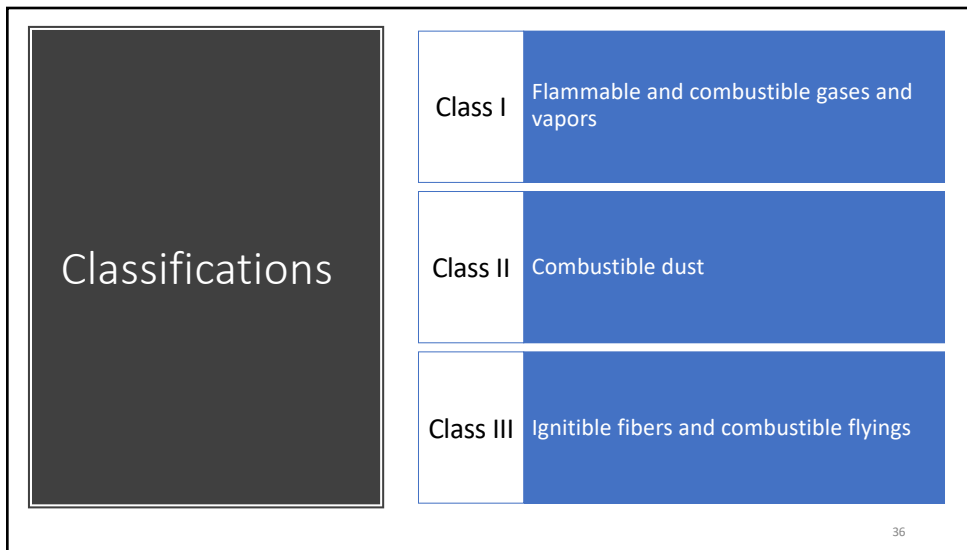 Classifications
Class I
Flammable and combustible gases and
vapors
Class II
Combustible dust
Class III
Ignitible fibers and combustible flyings
36